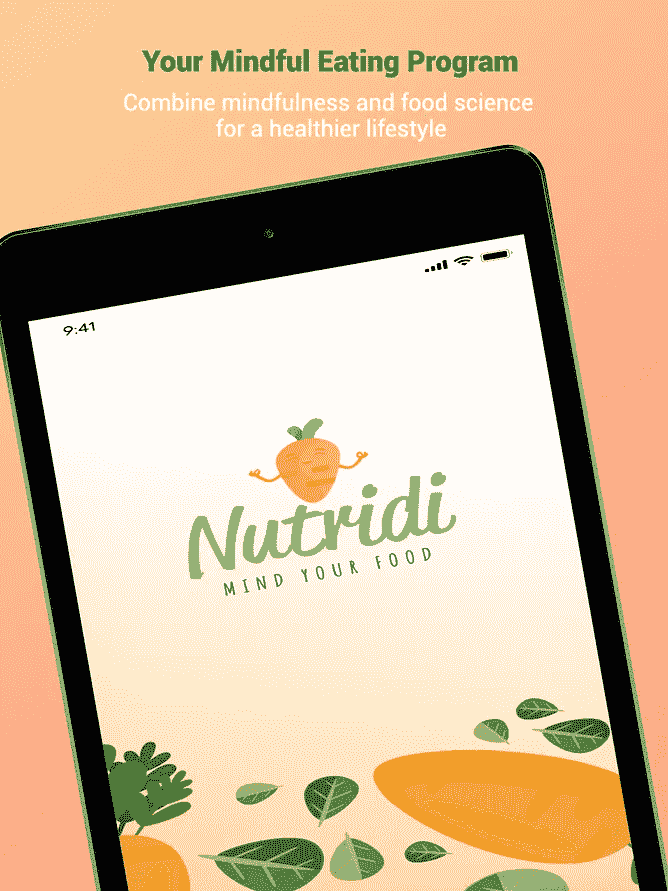 Your Mindful Eating Program
Combine mindfulness and food science
for a healthier lifestyle
9:41
Nutridi
MIND YOUR FOOD